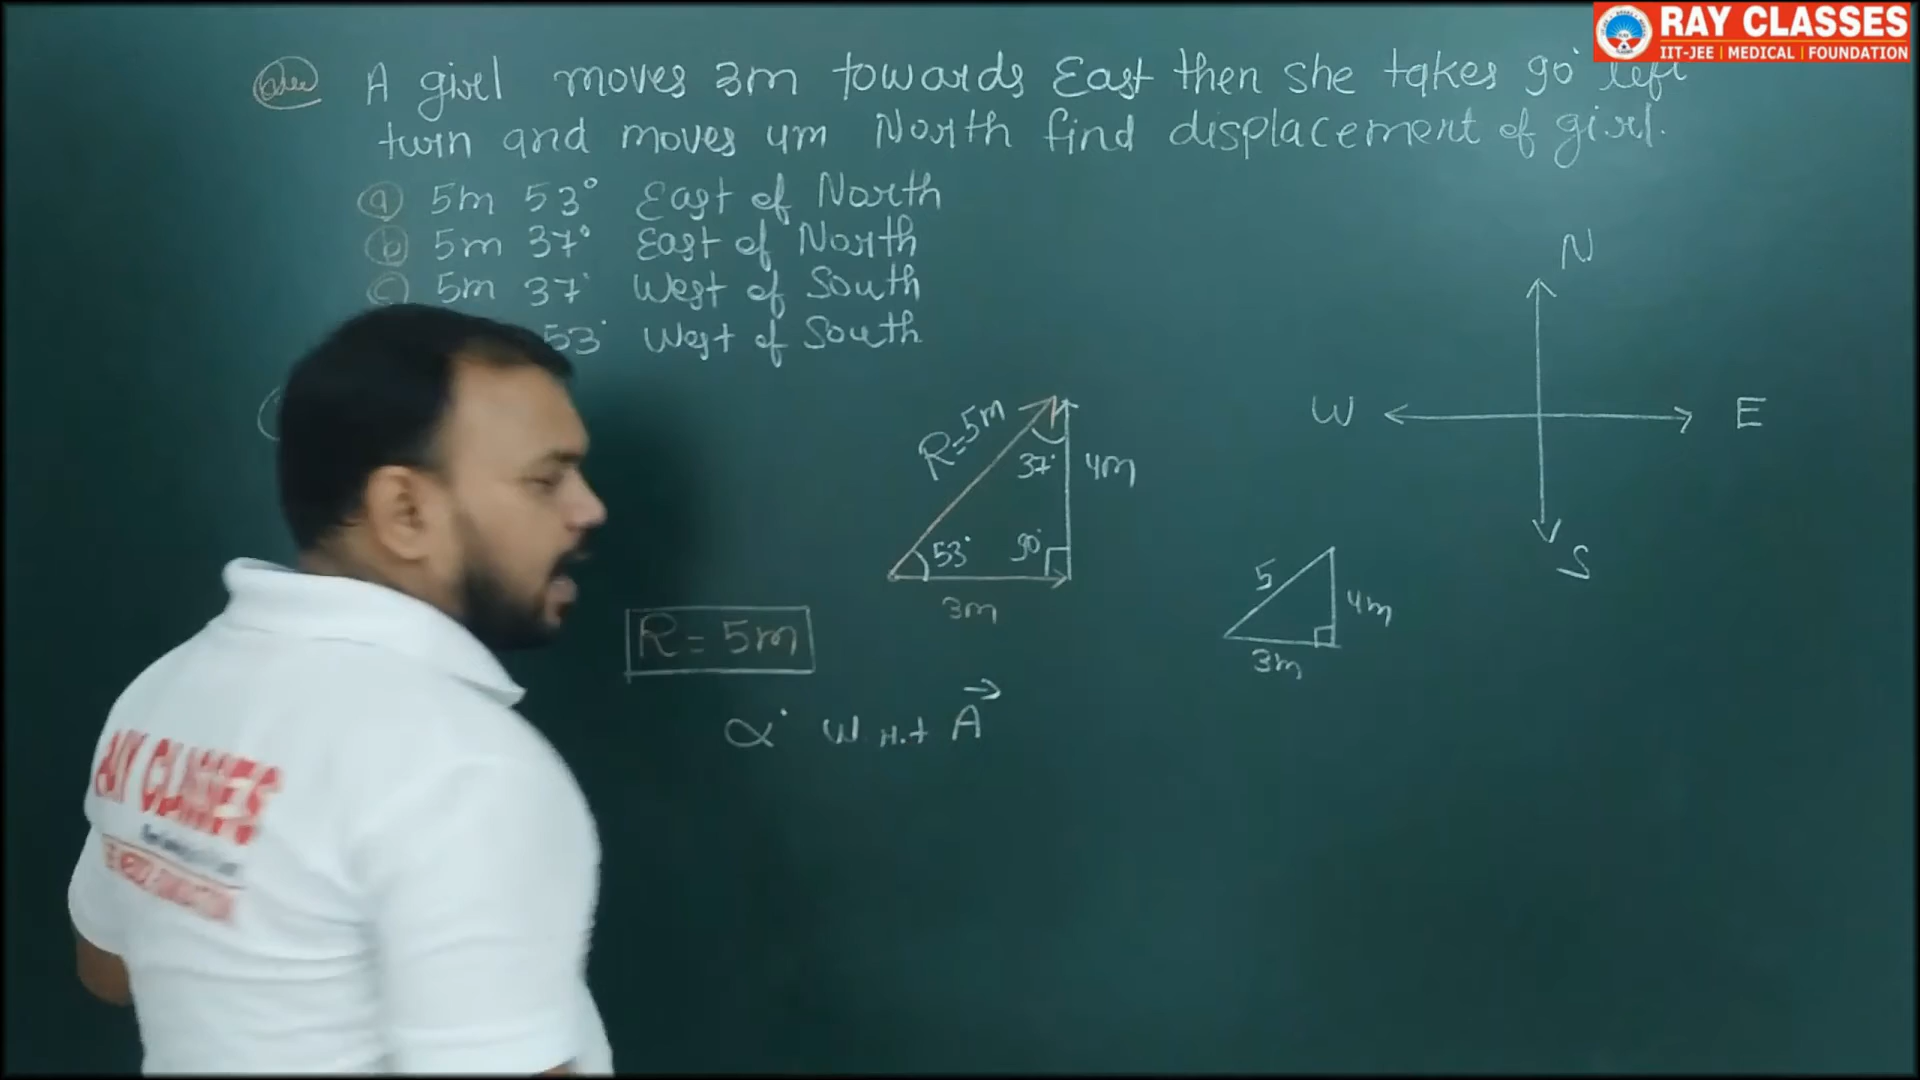 RAY CLASSES
IIT-JEE | MEDICAL | FOUNDATION
Que A girl moves 3m towards East then she takes 90° left
turn and moves 4m North find displacement of girl.
(a) 5m 53° East of North
(b) 5m 37° East of North
(c) 5m 37° West of South
53° West of South
N
W E
S
R=5m
37°
4m
53°
90°
3m
5
4m
3m
R = 5m
α° w.r.t A→
RAY CLASSES